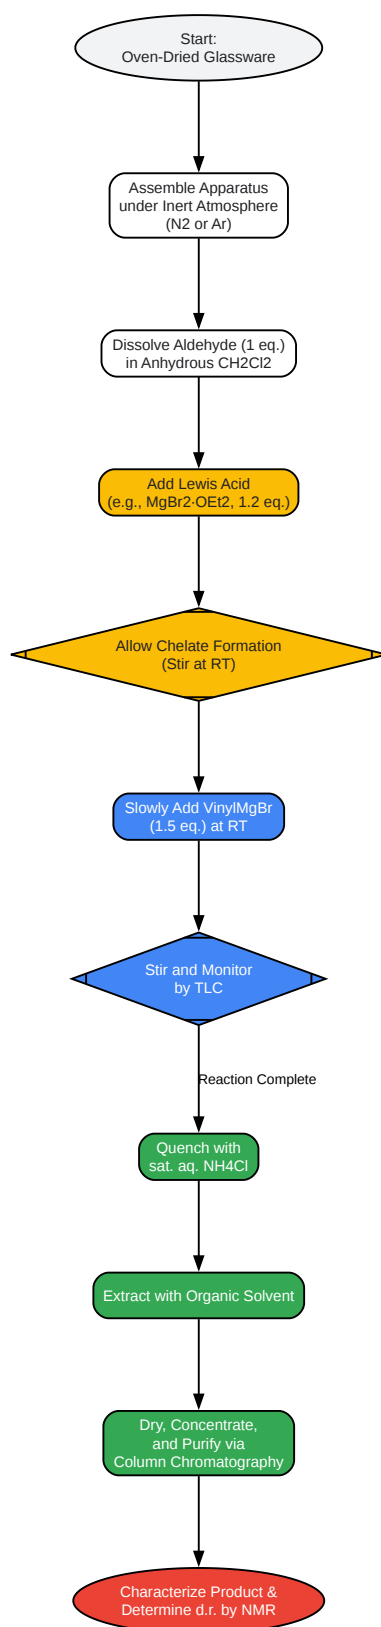 Start:
Oven-Dried Glassware
Assemble Apparatus
under Inert Atmosphere
(N2 or Ar)
Dissolve Aldehyde (1 eq.)
in Anhydrous CH2Cl2
Add Lewis Acid
(e.g., MgBr2·OEt2, 1.2 eq.)
Allow Chelate Formation
(Stir at RT)
Slowly Add VinylMgBr
(1.5 eq.) at RT
Stir and Monitor
by TLC
Reaction Complete
Quench with
sat. aq. NH4Cl
Extract with Organic Solvent
Dry, Concentrate,
and Purify via
Column Chromatography
Characterize Product &
Determine d.r. by NMR